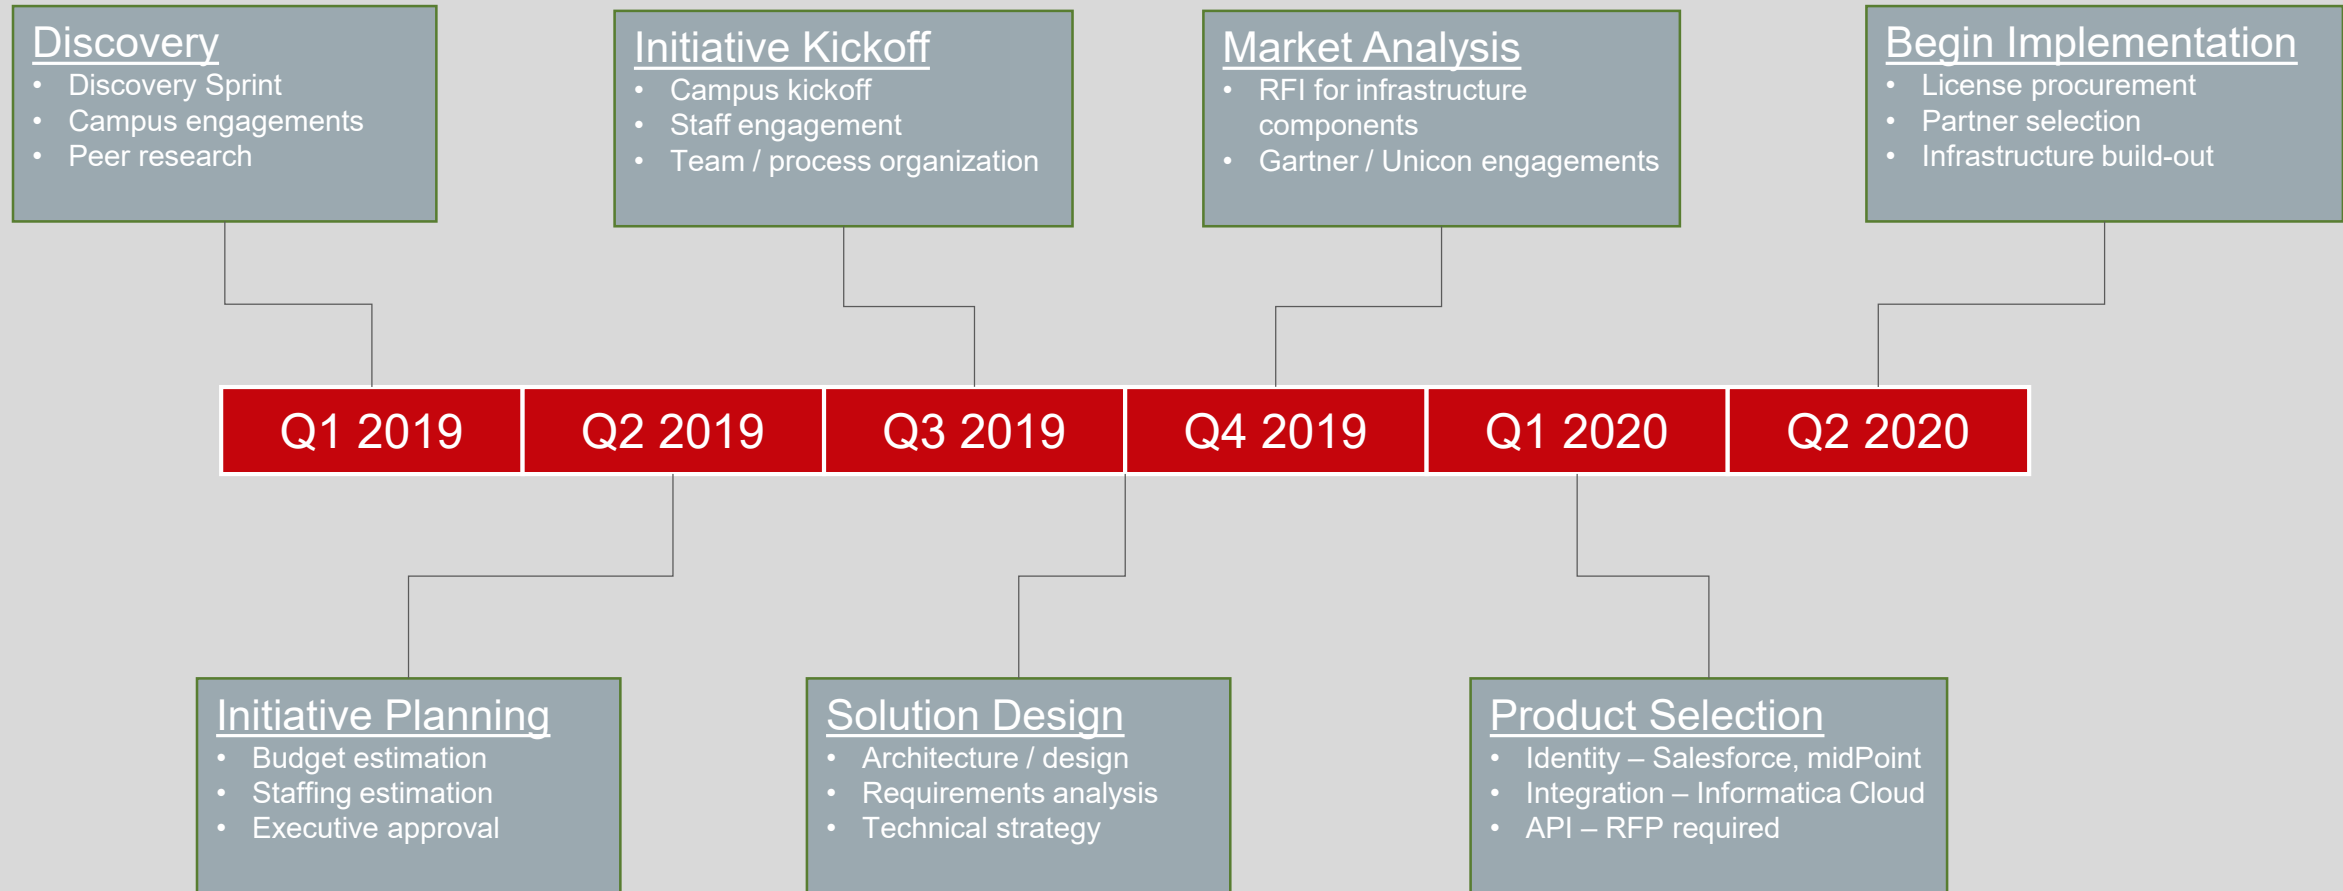 Discovery
• Discovery Sprint
• Campus engagements
• Peer research
Initiative Kickoff
• Campus kickoff
• Staff engagement
• Team / process organization
Market Analysis
• RFI for infrastructure
components
• Gartner / Unicon engagements
Begin Implementation
• License procurement
• Partner selection
• Infrastructure build-out
Q1 2019
Q2 2019
Q3 2019
Q4 2019
Q1 2020
Q2 2020
Initiative Planning
• Budget estimation
• Staffing estimation
• Executive approval
Solution Design
• Architecture / design
• Requirements analysis
• Technical strategy
Product Selection
• Identity – Salesforce, midPoint
• Integration – Informatica Cloud
• API – RFP required